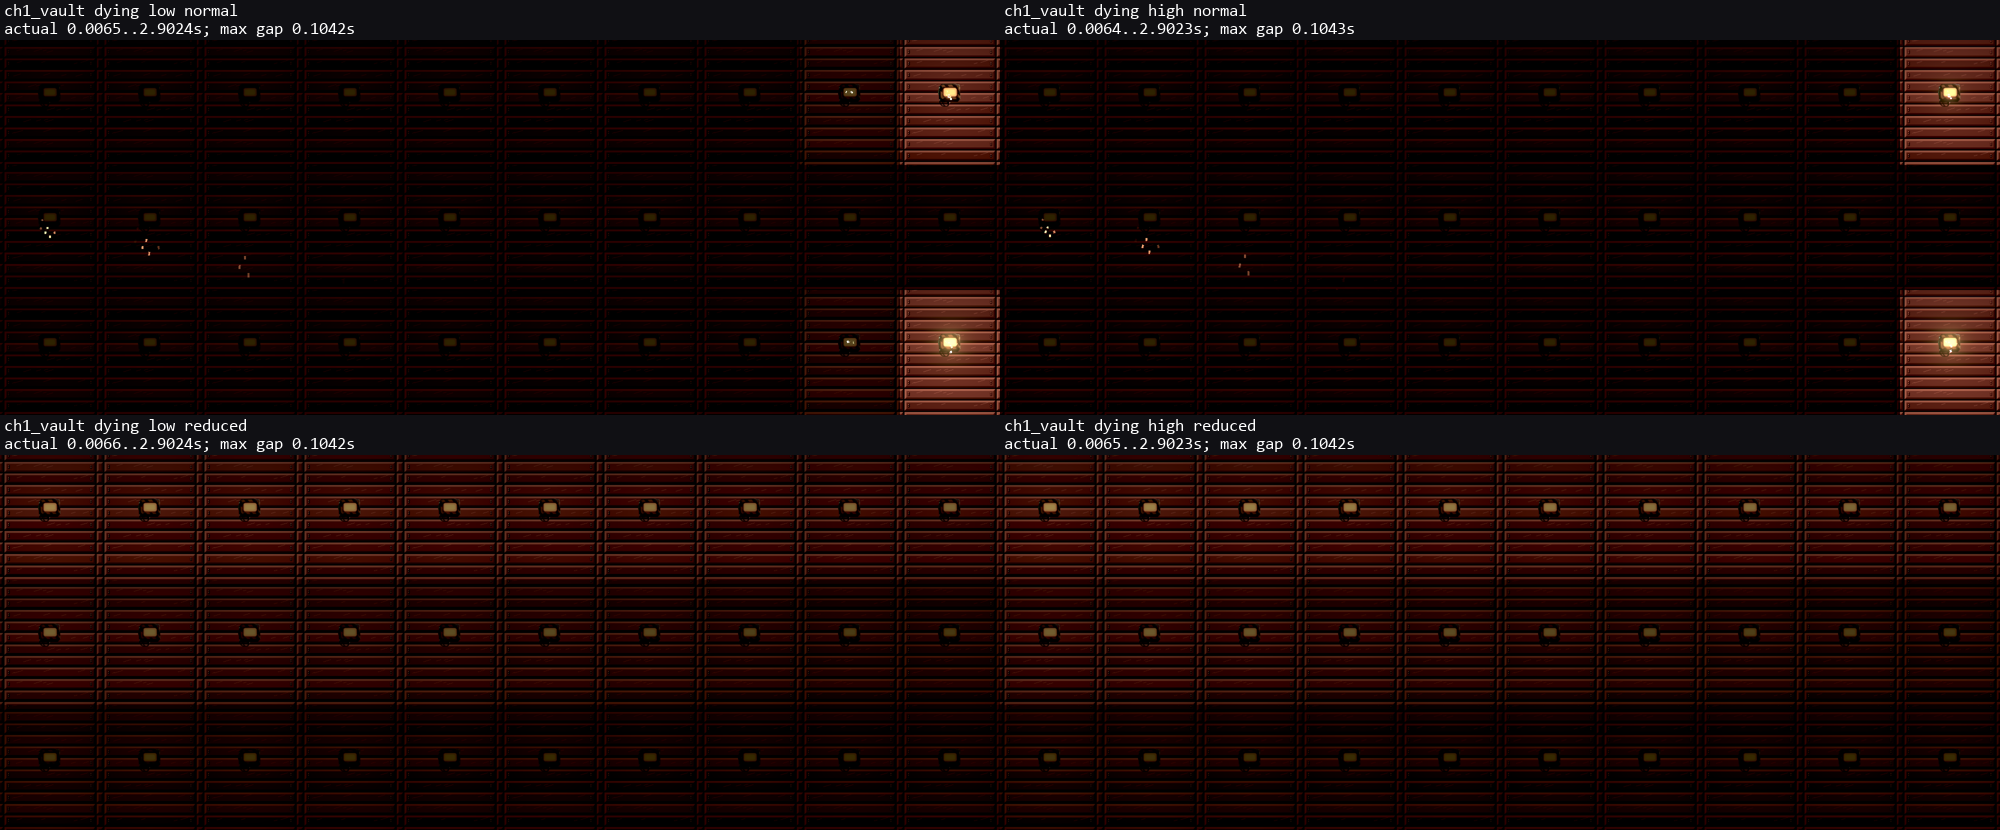 ch1_vault dying low normal
actual 0.0065..2.9024s; max gap 0.1042s
ch1_vault dying high normal
actual 0.0064..2.9023s; max gap 0.1043s
ch1_vault dying low reduced
actual 0.0066..2.9024s; max gap 0.1042s
ch1_vault dying high reduced
actual 0.0065..2.9023s; max gap 0.1042s